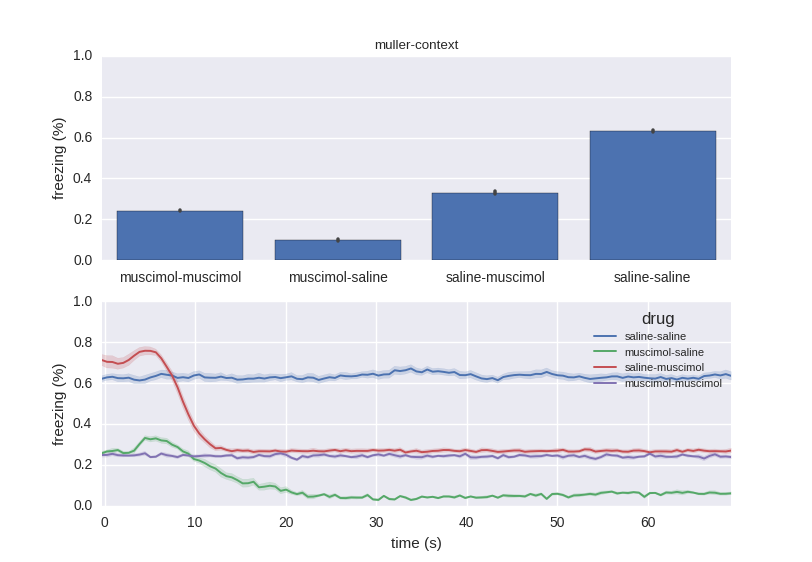 muller-context
freezing (%)
1.0
0.8
0.6
0.4
0.2
0.0
muscimol-muscimol muscimol-saline saline-muscimol saline-saline
freezing (%)
1.0
0.8
0.6
0.4
0.2
0.0
drug
saline-saline
muscimol-saline
saline-muscimol
muscimol-muscimol
0 10 20 30 40 50 60
time (s)